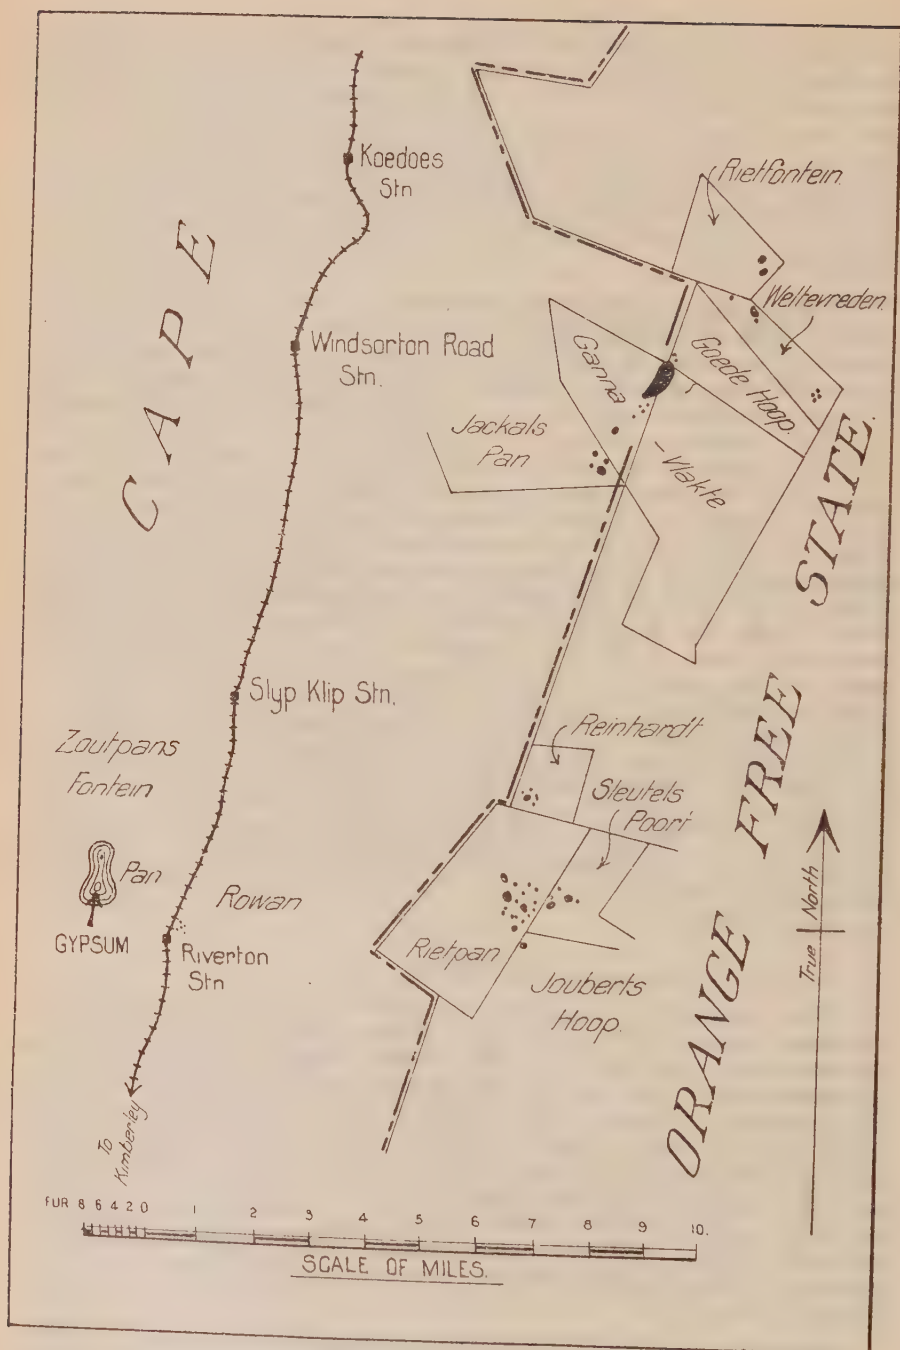 Koedoes
Stn
Rietfontein.
CAPE
Weltevreden.
Windsorton Road
Stn.
Ganna
Goede Hoop.
Jackals
Pan
-Vlakte
ORANGE FREE STATE.
Slyp Klip Stn.
Reinhardt
Zoutpans
Fontein
Sleutels
Poort
Pan
Rowan
True North
GYPSUM
Riverton
Stn
Rietpan
Jouberts
Hoop.
To
Kimberley
FUR 8 6 4 2 0 1 2 3 4 5 6 7 8 9 10.
SCALE OF MILES.